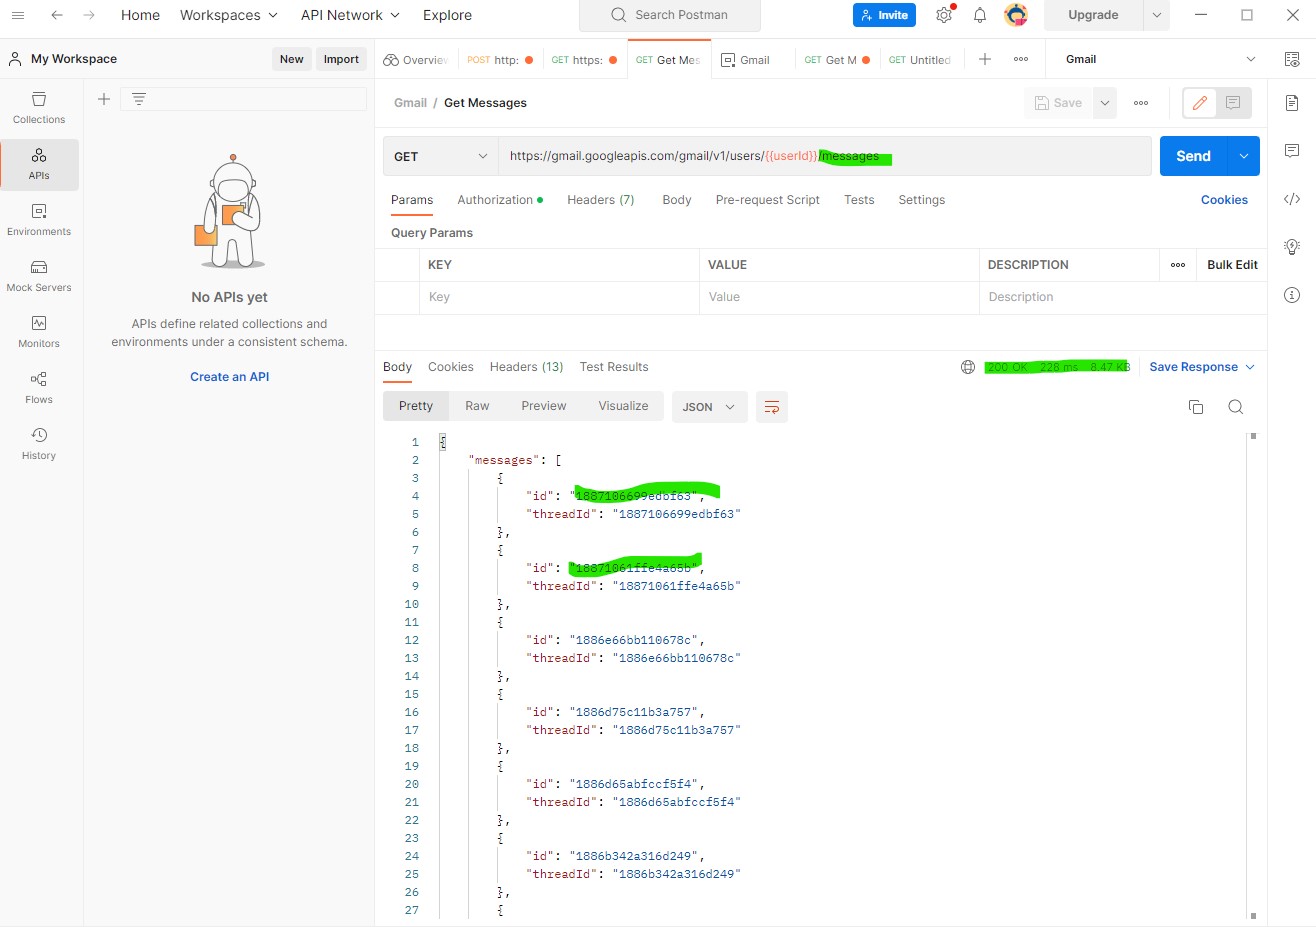 Home Workspaces API Network Explore Search Postman Invite Upgrade
My Workspace New Import Overview POST http: GET https: GET Get Mes Gmail GET Get M GET Untitled Gmail
Gmail / Get Messages Save
Collections
APIs
Environments
Mock Servers
Monitors
Flows
History
No APIs yet
APIs define related collections and
environments under a consistent schema.
Create an API
GET https://gmail.googleapis.com/gmail/v1/users/{{userId}}/messages Send
Params Authorization Headers (7) Body Pre-request Script Tests Settings Cookies
Query Params
KEY VALUE DESCRIPTION Bulk Edit
Key Value Description
Body Cookies Headers (13) Test Results 200 OK 228 ms 8.47 KB Save Response
Pretty Raw Preview Visualize JSON
1 {
2 "messages": [
3 {
4 "id": "1887106699edbf63",
5 "threadId": "1887106699edbf63"
6 },
7 {
8 "id": "18871061ffe4a65b",
9 "threadId": "18871061ffe4a65b"
10 },
11 {
12 "id": "1886e66bb110678c",
13 "threadId": "1886e66bb110678c"
14 },
15 {
16 "id": "1886d75c11b3a757",
17 "threadId": "1886d75c11b3a757"
18 },
19 {
20 "id": "1886d65abfccf5f4",
21 "threadId": "1886d65abfccf5f4"
22 },
23 {
24 "id": "1886b342a316d249",
25 "threadId": "1886b342a316d249"
26 },
27 {